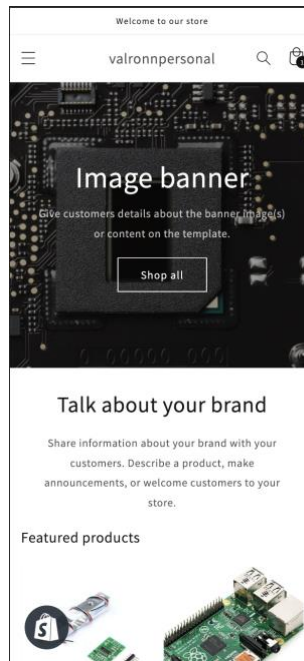 Welcome to our store
valronnpersonal
1
Image banner
Give customers details about the banner image(s)
or content on the template.
Shop all
Talk about your brand
Share information about your brand with your
customers. Describe a product, make
announcements, or welcome customers to your
store.
Featured products